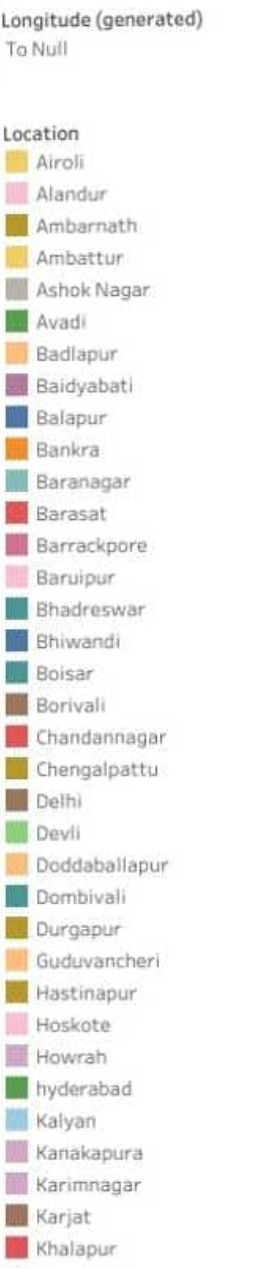 Longitude (generated)
To Null
Location
Airoli
Alandur
Ambarnath
Ambattur
Ashok Nagar
Avadi
Badlapur
Baidyabati
Balapur
Bankra
Baranagar
Barasat
Barrackpore
Baruipur
Bhadreswar
Bhiwandi
Boisar
Borivali
Chandannagar
Chengalpattu
Delhi
Devli
Doddaballapur
Dombivali
Durgapur
Guduvancheri
Hastinapur
Hoskote
Howrah
hyderabad
Kalyan
Kanakapura
Karimnagar
Karjat
Khalapur